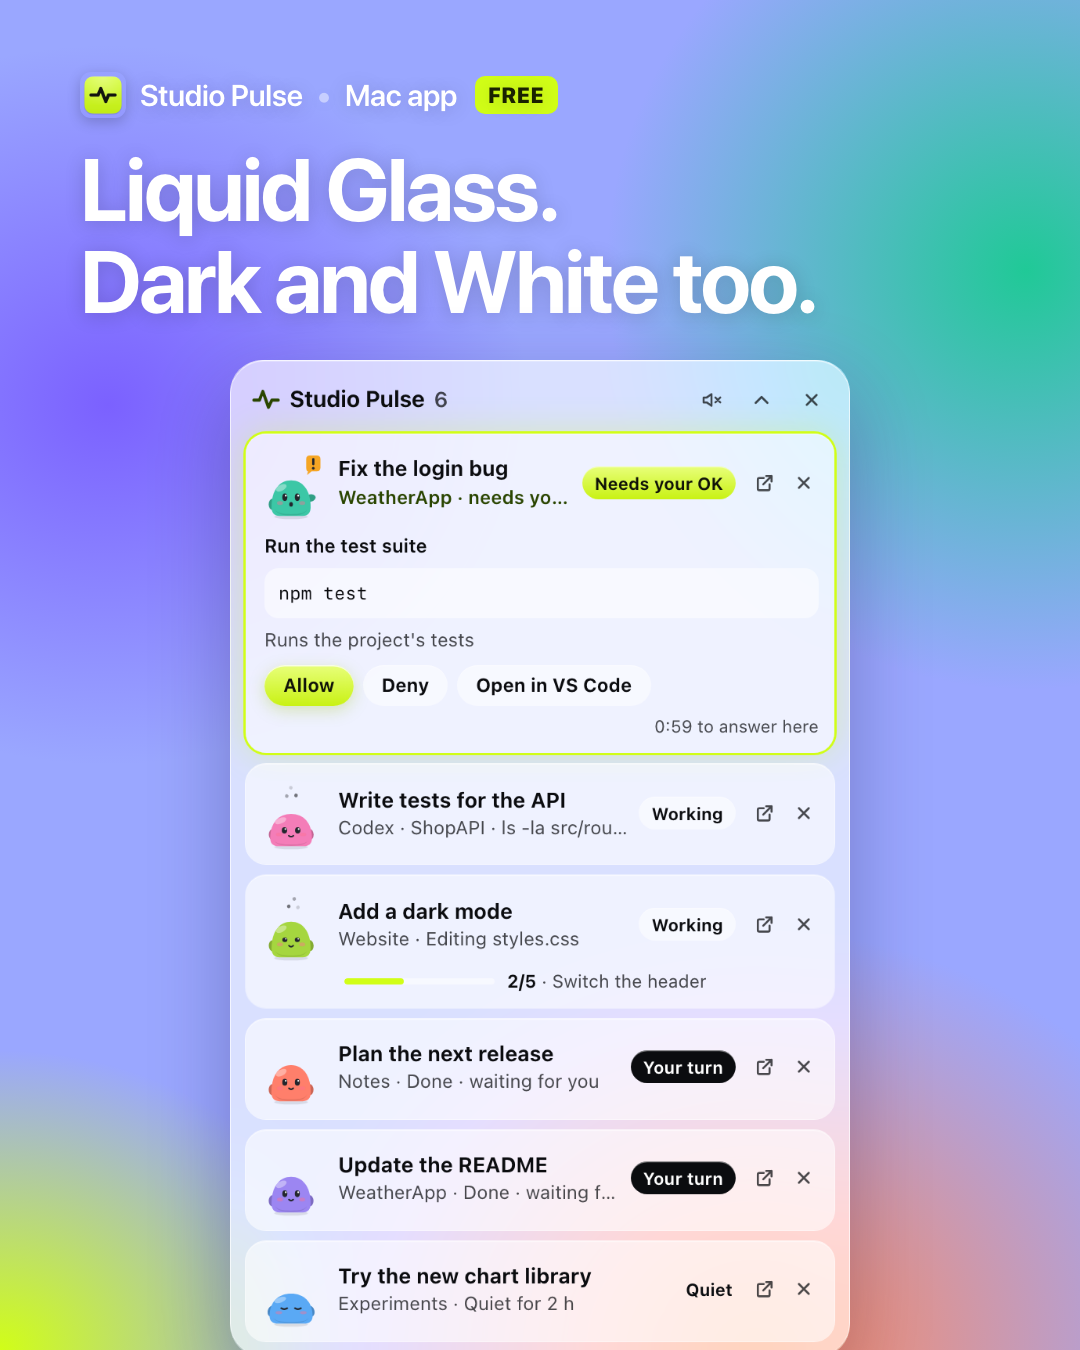 Studio Pulse • Mac app FREE
Liquid Glass.
Dark and White too.
Studio Pulse 6
Fix the login bug
WeatherApp · needs yo...
Needs your OK
Run the test suite
npm test
Runs the project's tests
Allow Deny Open in VS Code
0:59 to answer here
Write tests for the API
Codex · ShopAPI · ls -la src/rou...
Working
Add a dark mode
Website · Editing styles.css
Working
2/5 · Switch the header
Plan the next release
Notes · Done · waiting for you
Your turn
Update the README
WeatherApp · Done · waiting f...
Your turn
Try the new chart library
Experiments · Quiet for 2 h
Quiet